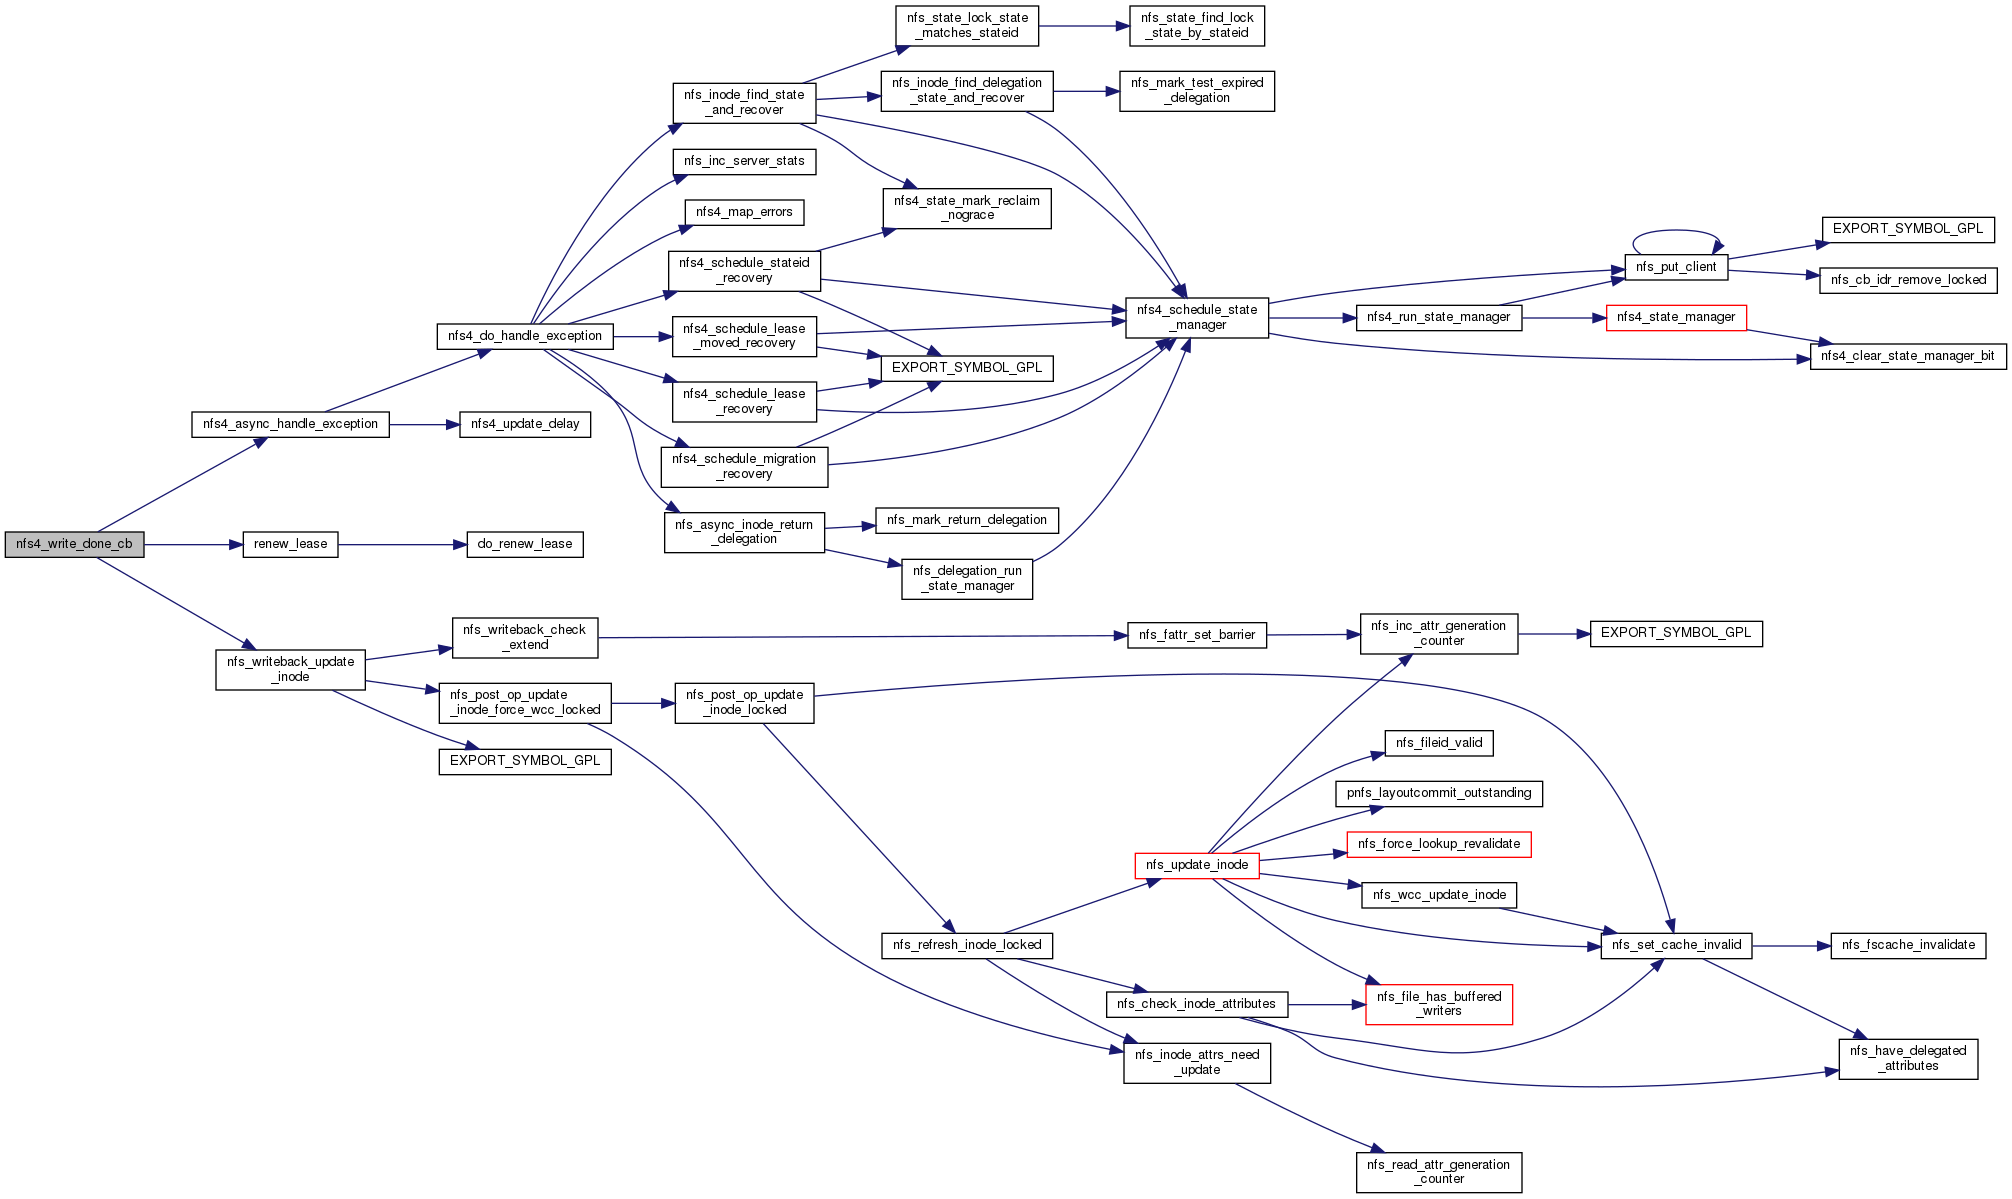 nfs4_write_done_cb
nfs4_async_handle_exception
renew_lease
nfs_writeback_update
_inode
nfs4_do_handle_exception
nfs4_update_delay
do_renew_lease
nfs_writeback_check
_extend
nfs_post_op_update
_inode_force_wcc_locked
EXPORT_SYMBOL_GPL
nfs_inode_find_state
_and_recover
nfs_inc_server_stats
nfs4_map_errors
nfs4_schedule_stateid
_recovery
nfs4_schedule_lease
_moved_recovery
nfs4_schedule_lease
_recovery
nfs4_schedule_migration
_recovery
nfs_async_inode_return
_delegation
nfs_post_op_update
_inode_locked
nfs_state_lock_state
_matches_stateid
nfs_inode_find_delegation
_state_and_recover
nfs4_state_mark_reclaim
_nograce
EXPORT_SYMBOL_GPL
nfs_mark_return_delegation
nfs_delegation_run
_state_manager
nfs_refresh_inode_locked
nfs_state_find_lock
_state_by_stateid
nfs_mark_test_expired
_delegation
nfs4_schedule_state
_manager
nfs_fattr_set_barrier
nfs_update_inode
nfs_check_inode_attributes
nfs_inode_attrs_need
_update
nfs4_run_state_manager
nfs_inc_attr_generation
_counter
nfs_fileid_valid
pnfs_layoutcommit_outstanding
nfs_force_lookup_revalidate
nfs_wcc_update_inode
nfs_file_has_buffered
_writers
nfs_read_attr_generation
_counter
nfs_put_client
nfs4_state_manager
EXPORT_SYMBOL_GPL
nfs_set_cache_invalid
EXPORT_SYMBOL_GPL
nfs_cb_idr_remove_locked
nfs4_clear_state_manager_bit
nfs_fscache_invalidate
nfs_have_delegated
_attributes